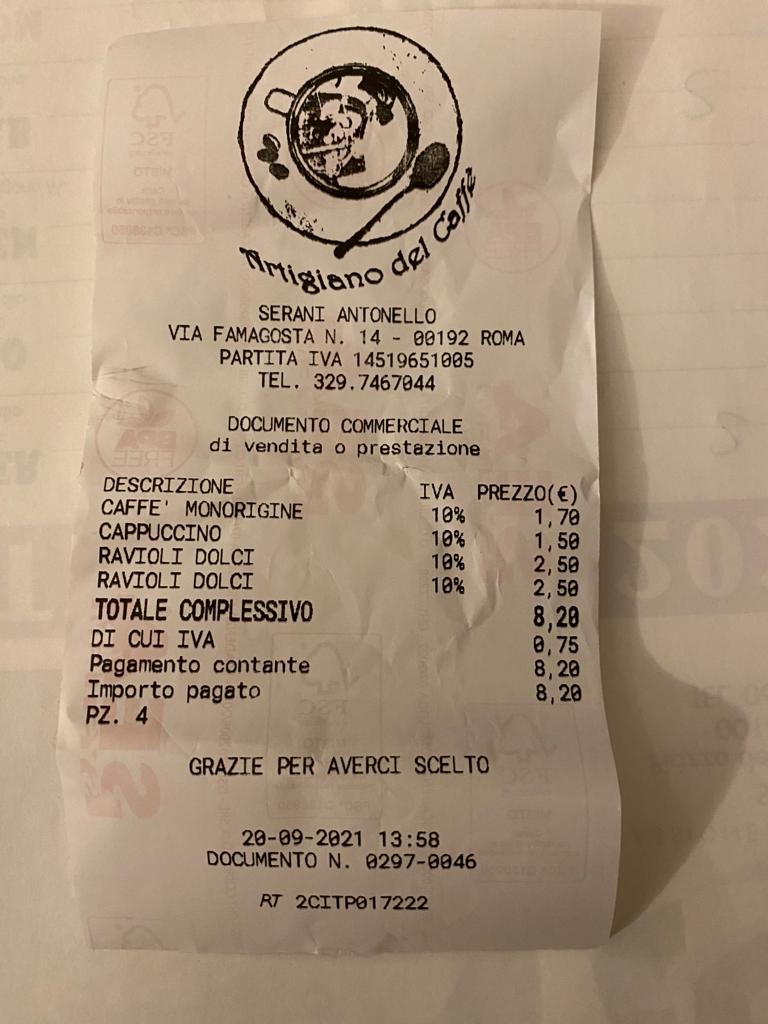 Artigiano del Caffè
SERANI ANTONELLO
VIA FAMAGOSTA N. 14 - 00192 ROMA
PARTITA IVA 14519651005
TEL. 329.7467044
DOCUMENTO COMMERCIALE
di vendita o prestazione
DESCRIZIONE IVA PREZZO(€)
CAFFE' MONORIGINE 10% 1,70
CAPPUCCINO 10% 1,50
RAVIOLI DOLCI 10% 2,50
RAVIOLI DOLCI 10% 2,50
TOTALE COMPLESSIVO 8,20
DI CUI IVA 0,75
Pagamento contante 8,20
Importo pagato 8,20
PZ. 4
GRAZIE PER AVERCI SCELTO
20-09-2021 13:58
DOCUMENTO N. 0297-0046
RT 2CITP017222